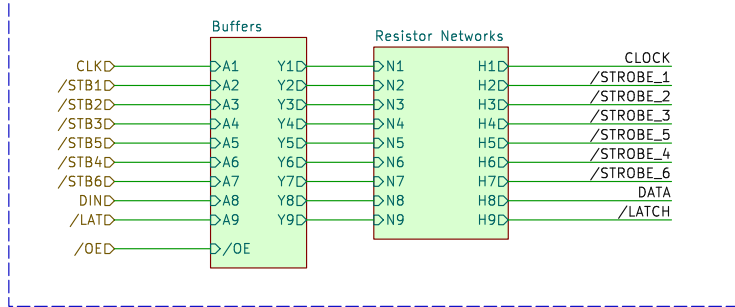 Buffers
Resistor Networks
CLK A1 Y1 N1 H1 CLOCK
/STB1 A2 Y2 N2 H2 /STROBE_1
/STB2 A3 Y3 N3 H3 /STROBE_2
/STB3 A4 Y4 N4 H4 /STROBE_3
/STB5 A5 Y5 N5 H5 /STROBE_5
/STB4 A6 Y6 N6 H6 /STROBE_4
/STB6 A7 Y7 N7 H7 /STROBE_6
DIN A8 Y8 N8 H8 DATA
/LAT A9 Y9 N9 H9 /LATCH
/OE /OE